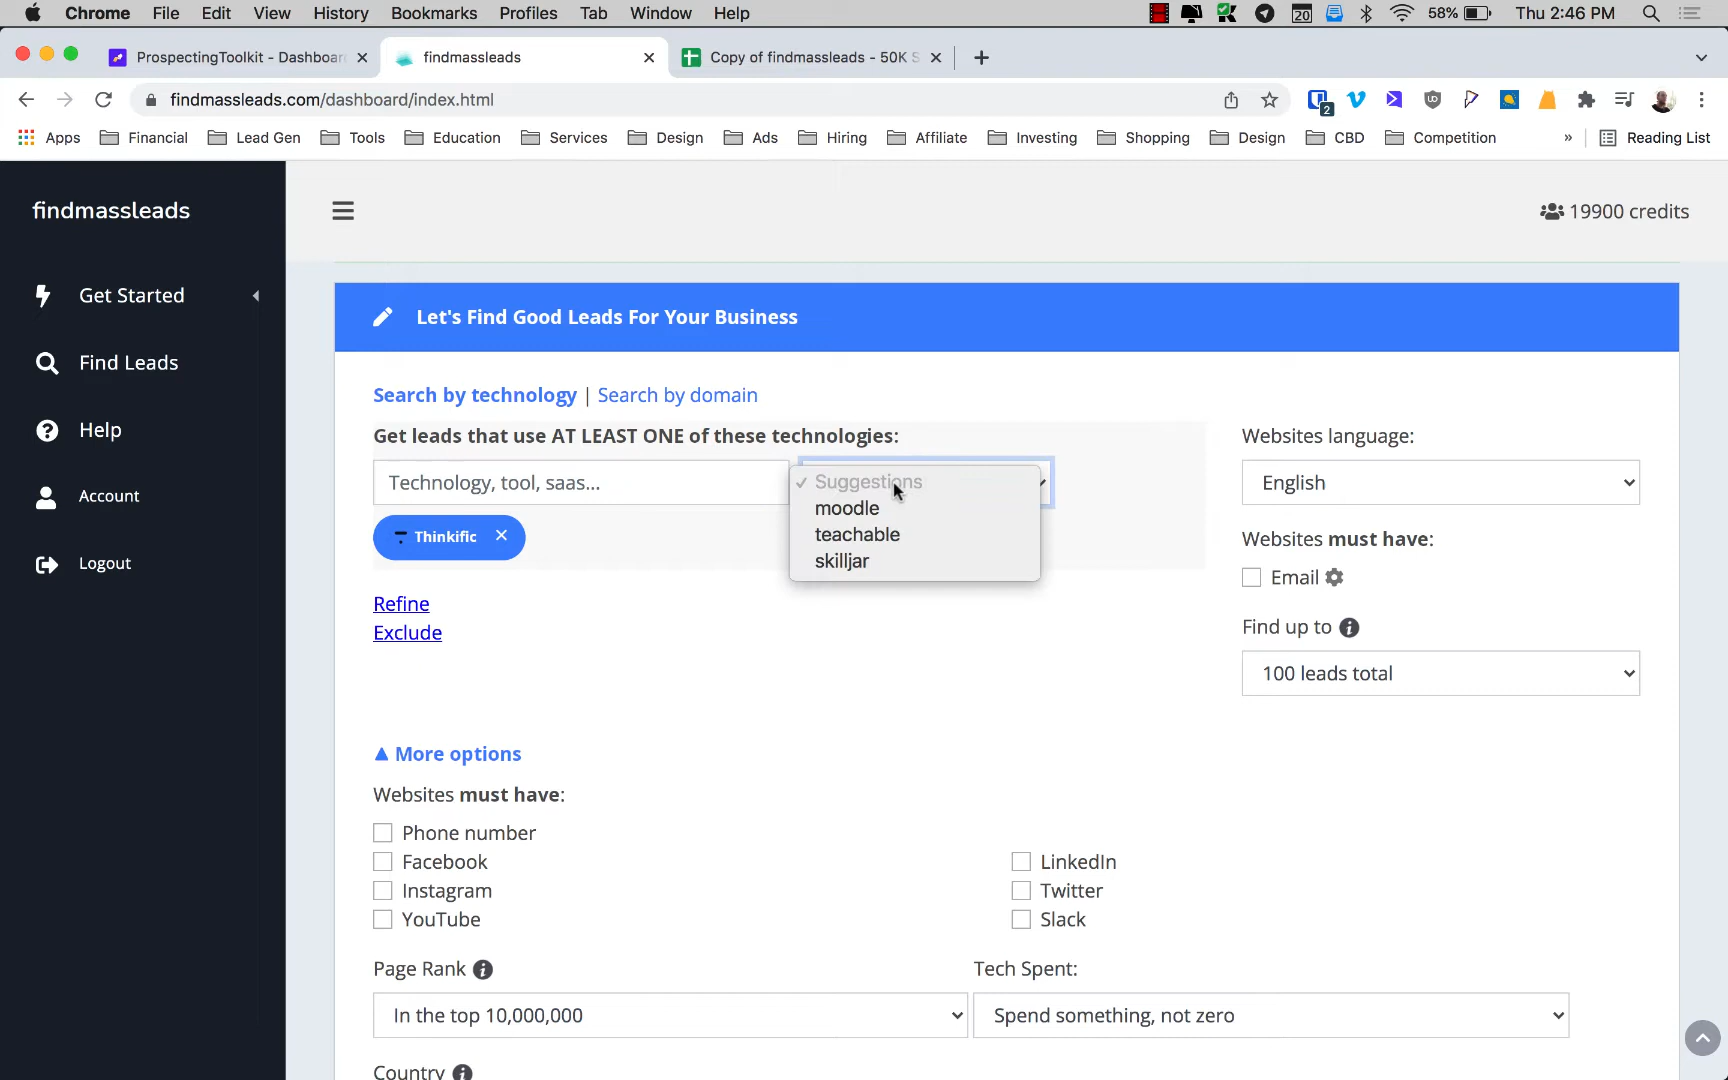 Chrome File Edit View History Bookmarks Profiles Tab Window Help 20 58% Thu 2:46 PM
ProspectingToolkit - Dashboar findmassleads Copy of findmassleads - 50K S
findmassleads.com/dashboard/index.html 2
Apps Financial Lead Gen Tools Education Services Design Ads Hiring Affiliate Investing Shopping Design CBD Competition » Reading List
findmassleads
19900 credits
Get Started
Find Leads
Help
Account
Logout
Let's Find Good Leads For Your Business
Search by technology | Search by domain
Get leads that use AT LEAST ONE of these technologies:
Technology, tool, saas...
Suggestions
moodle
teachable
skilljar
Thinkific
Refine
Exclude
Websites language:
English
Websites must have:
Email
Find up to
100 leads total
More options
Websites must have:
Phone number
Facebook
Instagram
YouTube
LinkedIn
Twitter
Slack
Page Rank
In the top 10,000,000
Tech Spent:
Spend something, not zero
Country